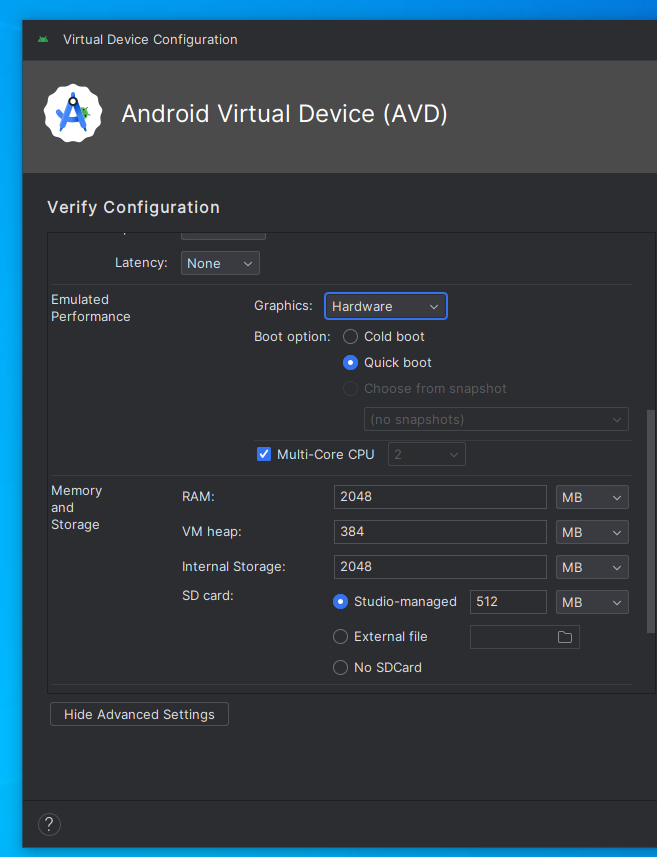 Virtual Device Configuration
Android Virtual Device (AVD)
Verify Configuration
Latency: None
Emulated Performance
Graphics: Hardware
Boot option: Cold boot
Quick boot
Choose from snapshot
(no snapshots)
Multi-Core CPU 2
Memory and Storage
RAM: 2048 MB
VM heap: 384 MB
Internal Storage: 2048 MB
SD card: Studio-managed 512 MB
External file
No SDCard
Hide Advanced Settings
?